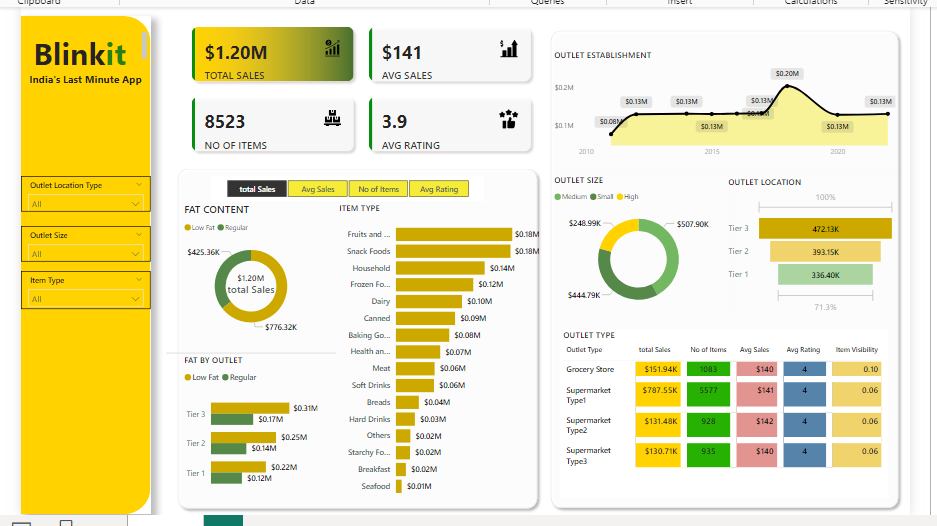 Clipboard
Data
Queries
Insert
Calculations
Sensitivity
Blinkit
India's Last Minute App
Outlet Location Type
All
Outlet Size
All
Item Type
All
$1.20M
TOTAL SALES
$141
AVG SALES
8523
NO OF ITEMS
3.9
AVG RATING
total Sales
Avg Sales
No of Items
Avg Rating
FAT CONTENT
Low Fat Regular
$425.36K
$1.20M
total Sales
$776.32K
FAT BY OUTLET
Low Fat Regular
Tier 3
$0.31M
$0.17M
Tier 2
$0.25M
$0.14M
Tier 1
$0.22M
$0.12M
ITEM TYPE
Fruits and ... $0.18M
Snack Foods $0.18M
Household $0.14M
Frozen Fo... $0.12M
Dairy $0.10M
Canned $0.09M
Baking Go... $0.08M
Health an... $0.07M
Meat $0.06M
Soft Drinks $0.06M
Breads $0.04M
Hard Drinks $0.03M
Others $0.02M
Starchy Fo... $0.02M
Breakfast $0.02M
Seafood $0.01M
OUTLET ESTABLISHMENT
$0.2M
$0.1M
$0.08M
$0.13M
$0.13M
$0.13M
$0.13M
$0.20M
$0.13M
$0.13M
2010
2015
2020
OUTLET SIZE
Medium Small High
$248.99K
$507.90K
$444.79K
OUTLET LOCATION
100%
Tier 3 472.13K
Tier 2 393.15K
Tier 1 336.40K
71.3%
OUTLET TYPE
Outlet Type total Sales No of Items Avg Sales Avg Rating Item Visibility
Grocery Store $151.94K 1083 $140 4 0.10
Supermarket $787.55K 5577 $141 4 0.06
Type1
Supermarket $131.48K 928 $142 4 0.06
Type2
Supermarket $130.71K 935 $140 4 0.06
Type3